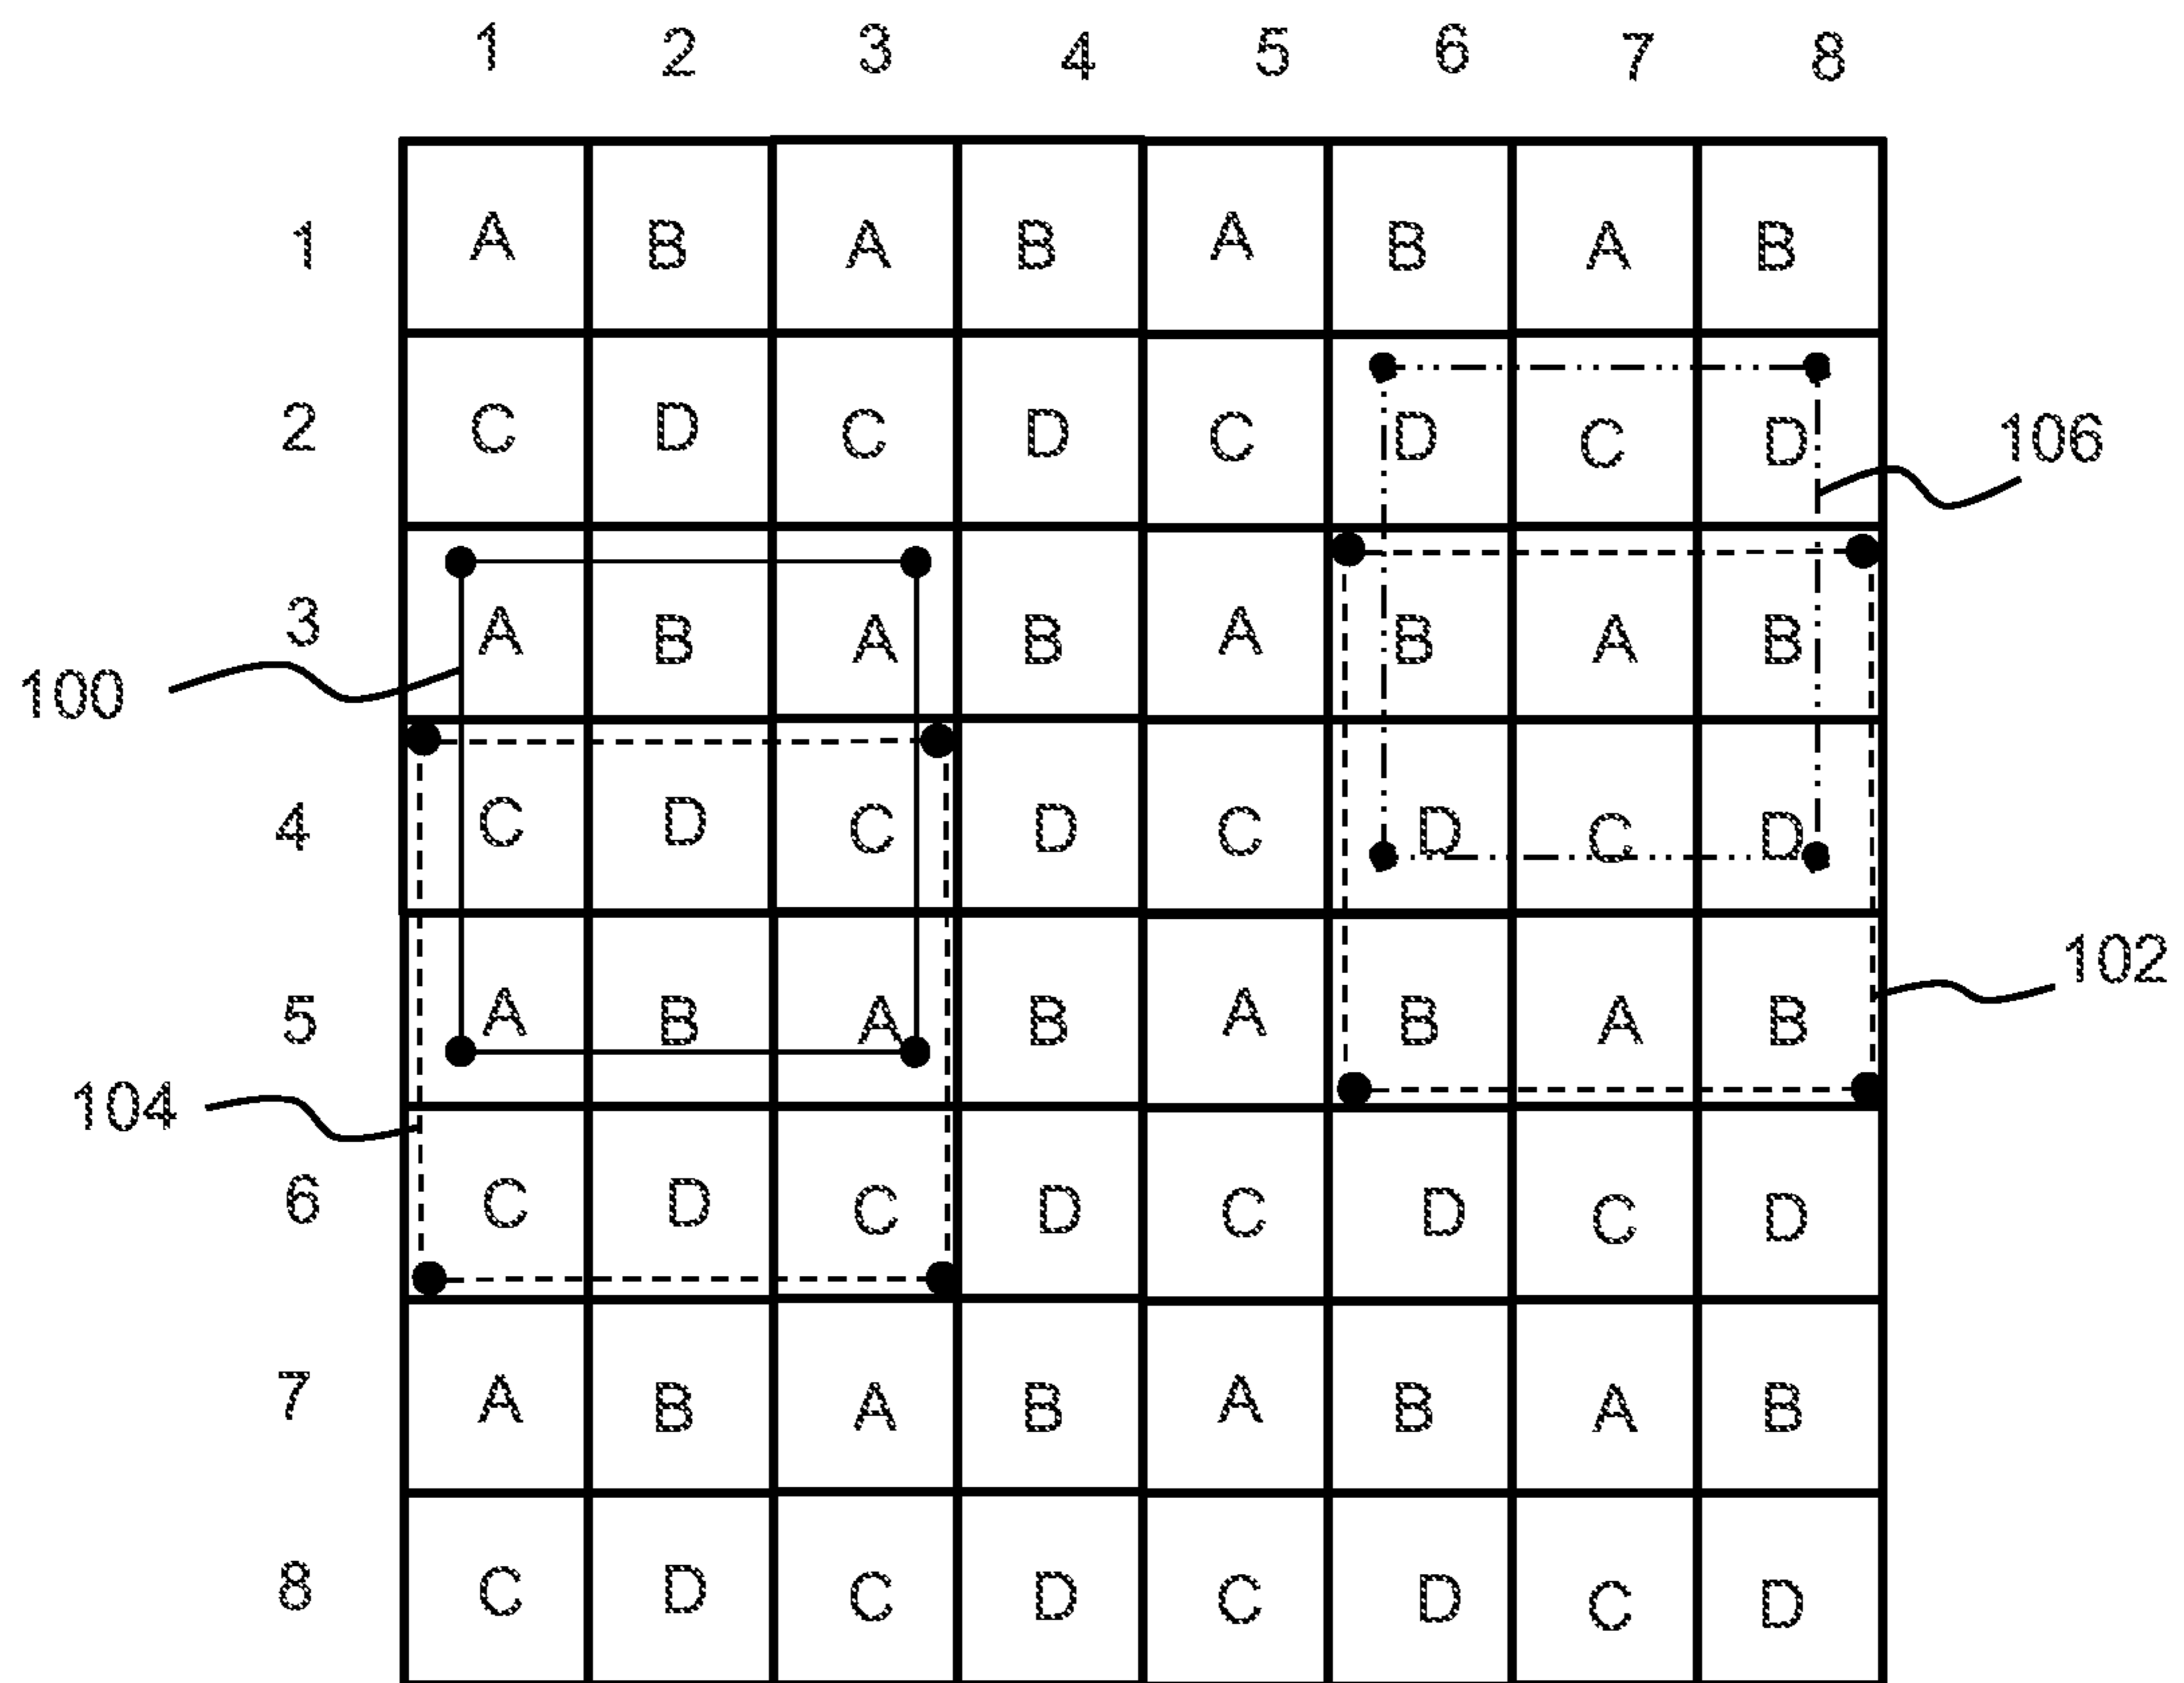 1 2 3 4 5 6 7 8
1 A B A B A B A B
2 C D C D C D C D
106
3 A B A B A B A B
100
4 C D C D C D C D
102
5 A B A B A B A B
104
6 C D C D C D C D
7 A B A B A B A B
8 C D C D C D C D